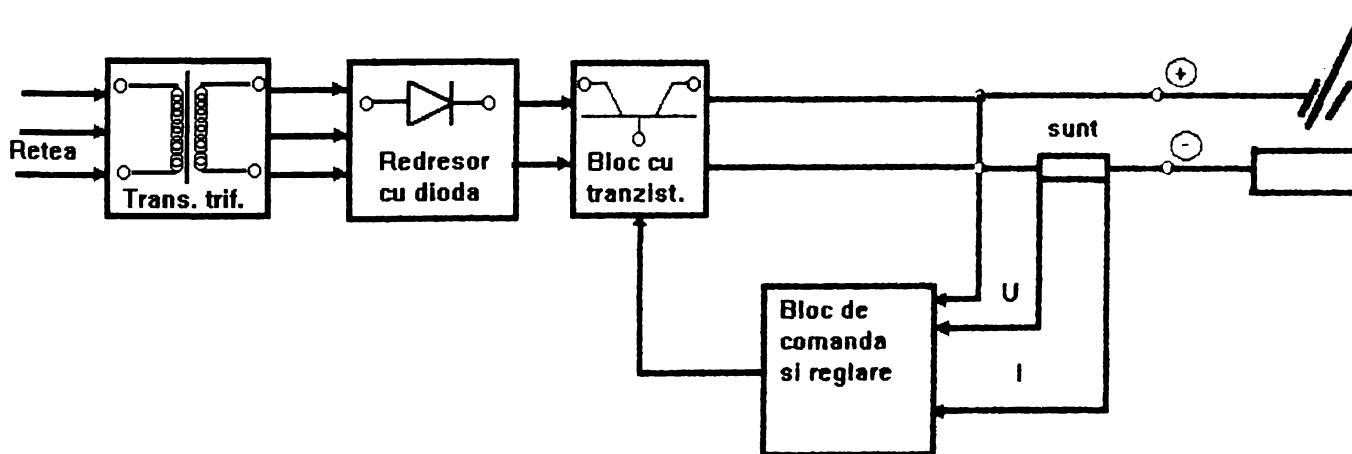 Retea
Trans. trif.
Redresor
cu dioda
Bloc cu
tranzist.
+
sunt
-
U
I
Bloc de
comanda
si reglare